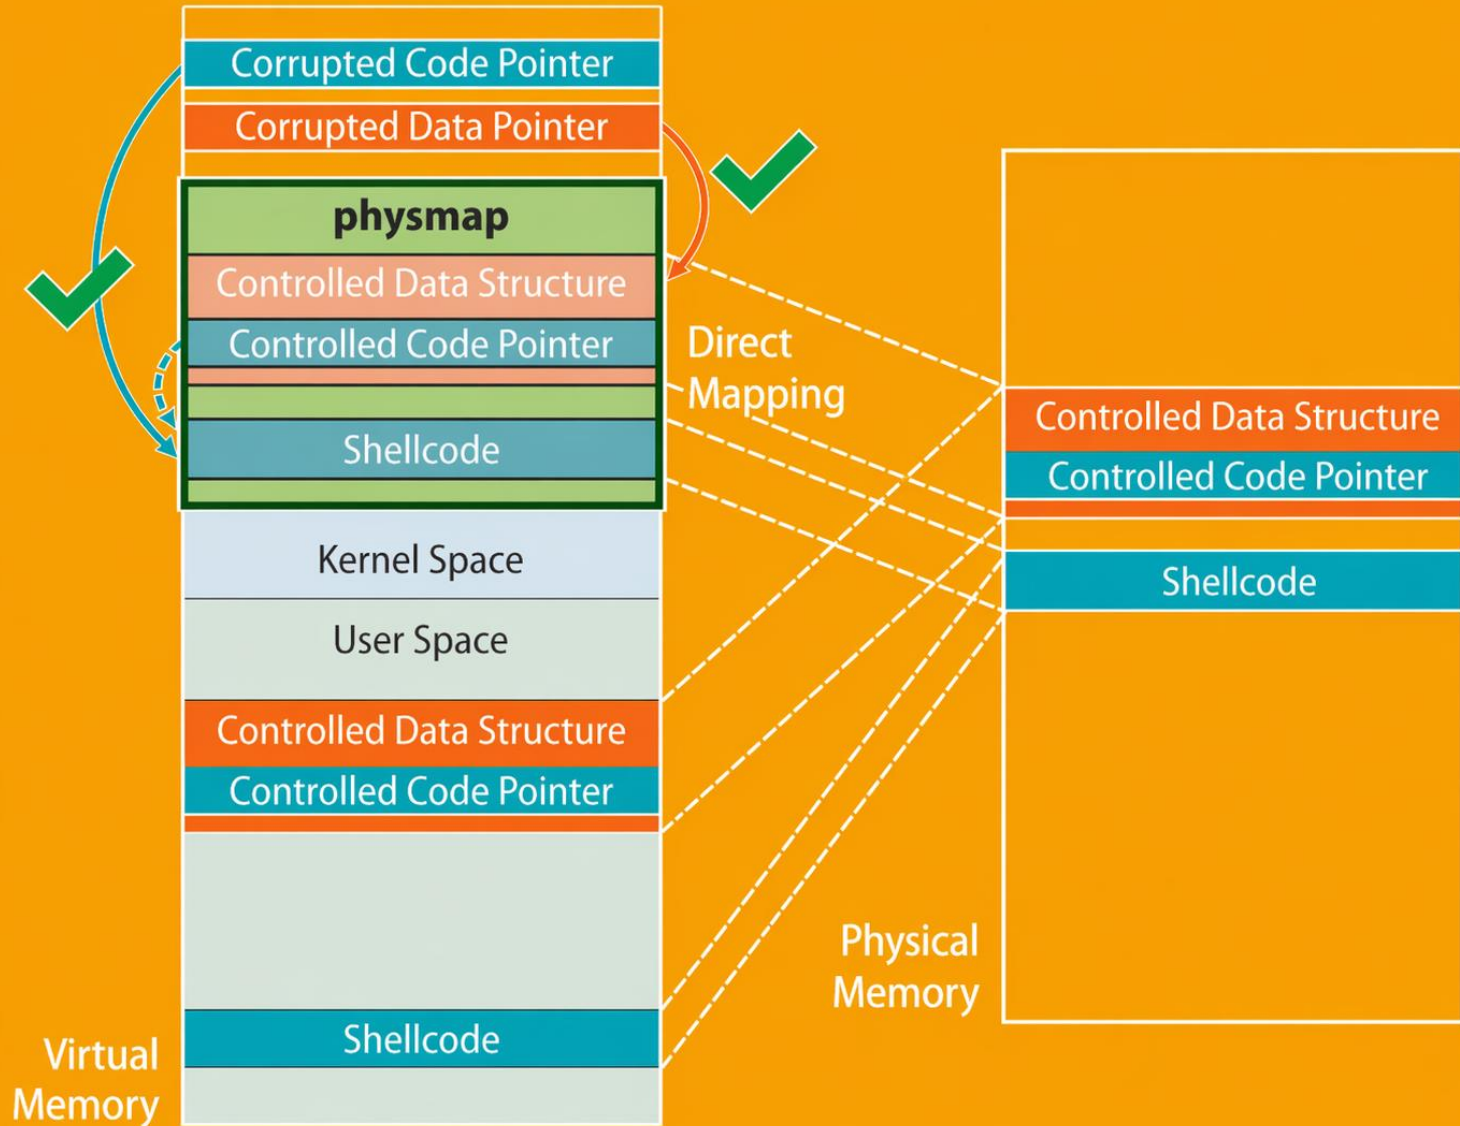 Corrupted Code Pointer
Corrupted Data Pointer
physmap
Controlled Data Structure
Controlled Code Pointer
Shellcode
Direct
Mapping
Kernel Space
User Space
Controlled Data Structure
Controlled Code Pointer
Shellcode
Virtual
Memory
Controlled Data Structure
Controlled Code Pointer
Shellcode
Physical
Memory